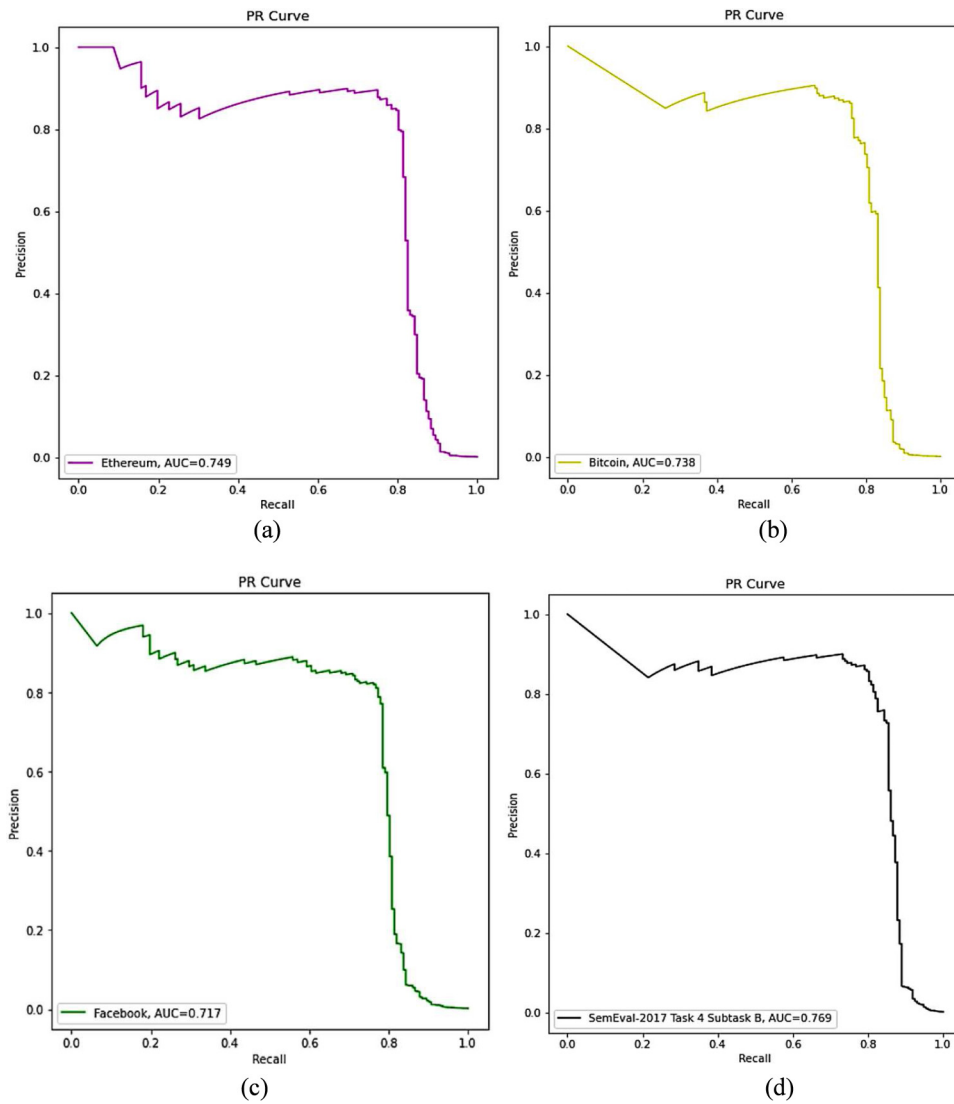 PR Curve
1.0
0.8
0.6
0.4
0.2
0.0
Precision
Ethereum, AUC=0.749
0.0 0.2 0.4 0.6 0.8 1.0
Recall
(a)
PR Curve
1.0
0.8
0.6
0.4
0.2
0.0
Precision
Bitcoin, AUC=0.738
0.0 0.2 0.4 0.6 0.8 1.0
Recall
(b)
PR Curve
1.0
0.8
0.6
0.4
0.2
0.0
Precision
Facebook, AUC=0.717
0.0 0.2 0.4 0.6 0.8 1.0
Recall
(c)
PR Curve
1.0
0.8
0.6
0.4
0.2
0.0
Precision
SemEval-2017 Task 4 Subtask B, AUC=0.769
0.0 0.2 0.4 0.6 0.8 1.0
Recall
(d)